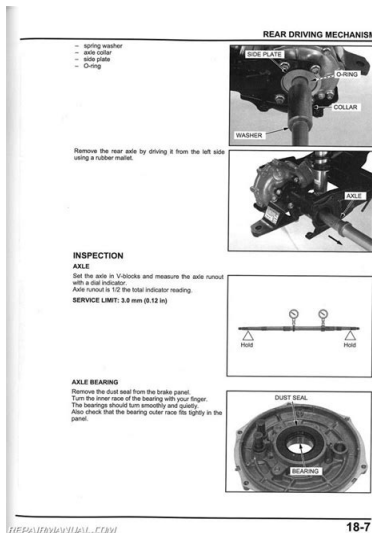 REAR DRIVING MECHANISM
– spring washer
– axle collar
– side plate
– O-ring
SIDE PLATE
O-RING
COLLAR
WASHER
Remove the rear axle by driving it from the left side
using a rubber mallet.
AXLE
INSPECTION
AXLE
Set the axle in V-blocks and measure the axle runout
with a dial indicator.
Axle runout is 1/2 the total indicator reading.
SERVICE LIMIT: 3.0 mm (0.12 in)
Hold
Hold
AXLE BEARING
Remove the dust seal from the brake panel.
Turn the inner race of the bearing with your finger.
The bearings should turn smoothly and quietly.
Also check that the bearing outer race fits tightly in the
panel.
DUST SEAL
BEARING
REPAIRMANUAL.COM
18-7